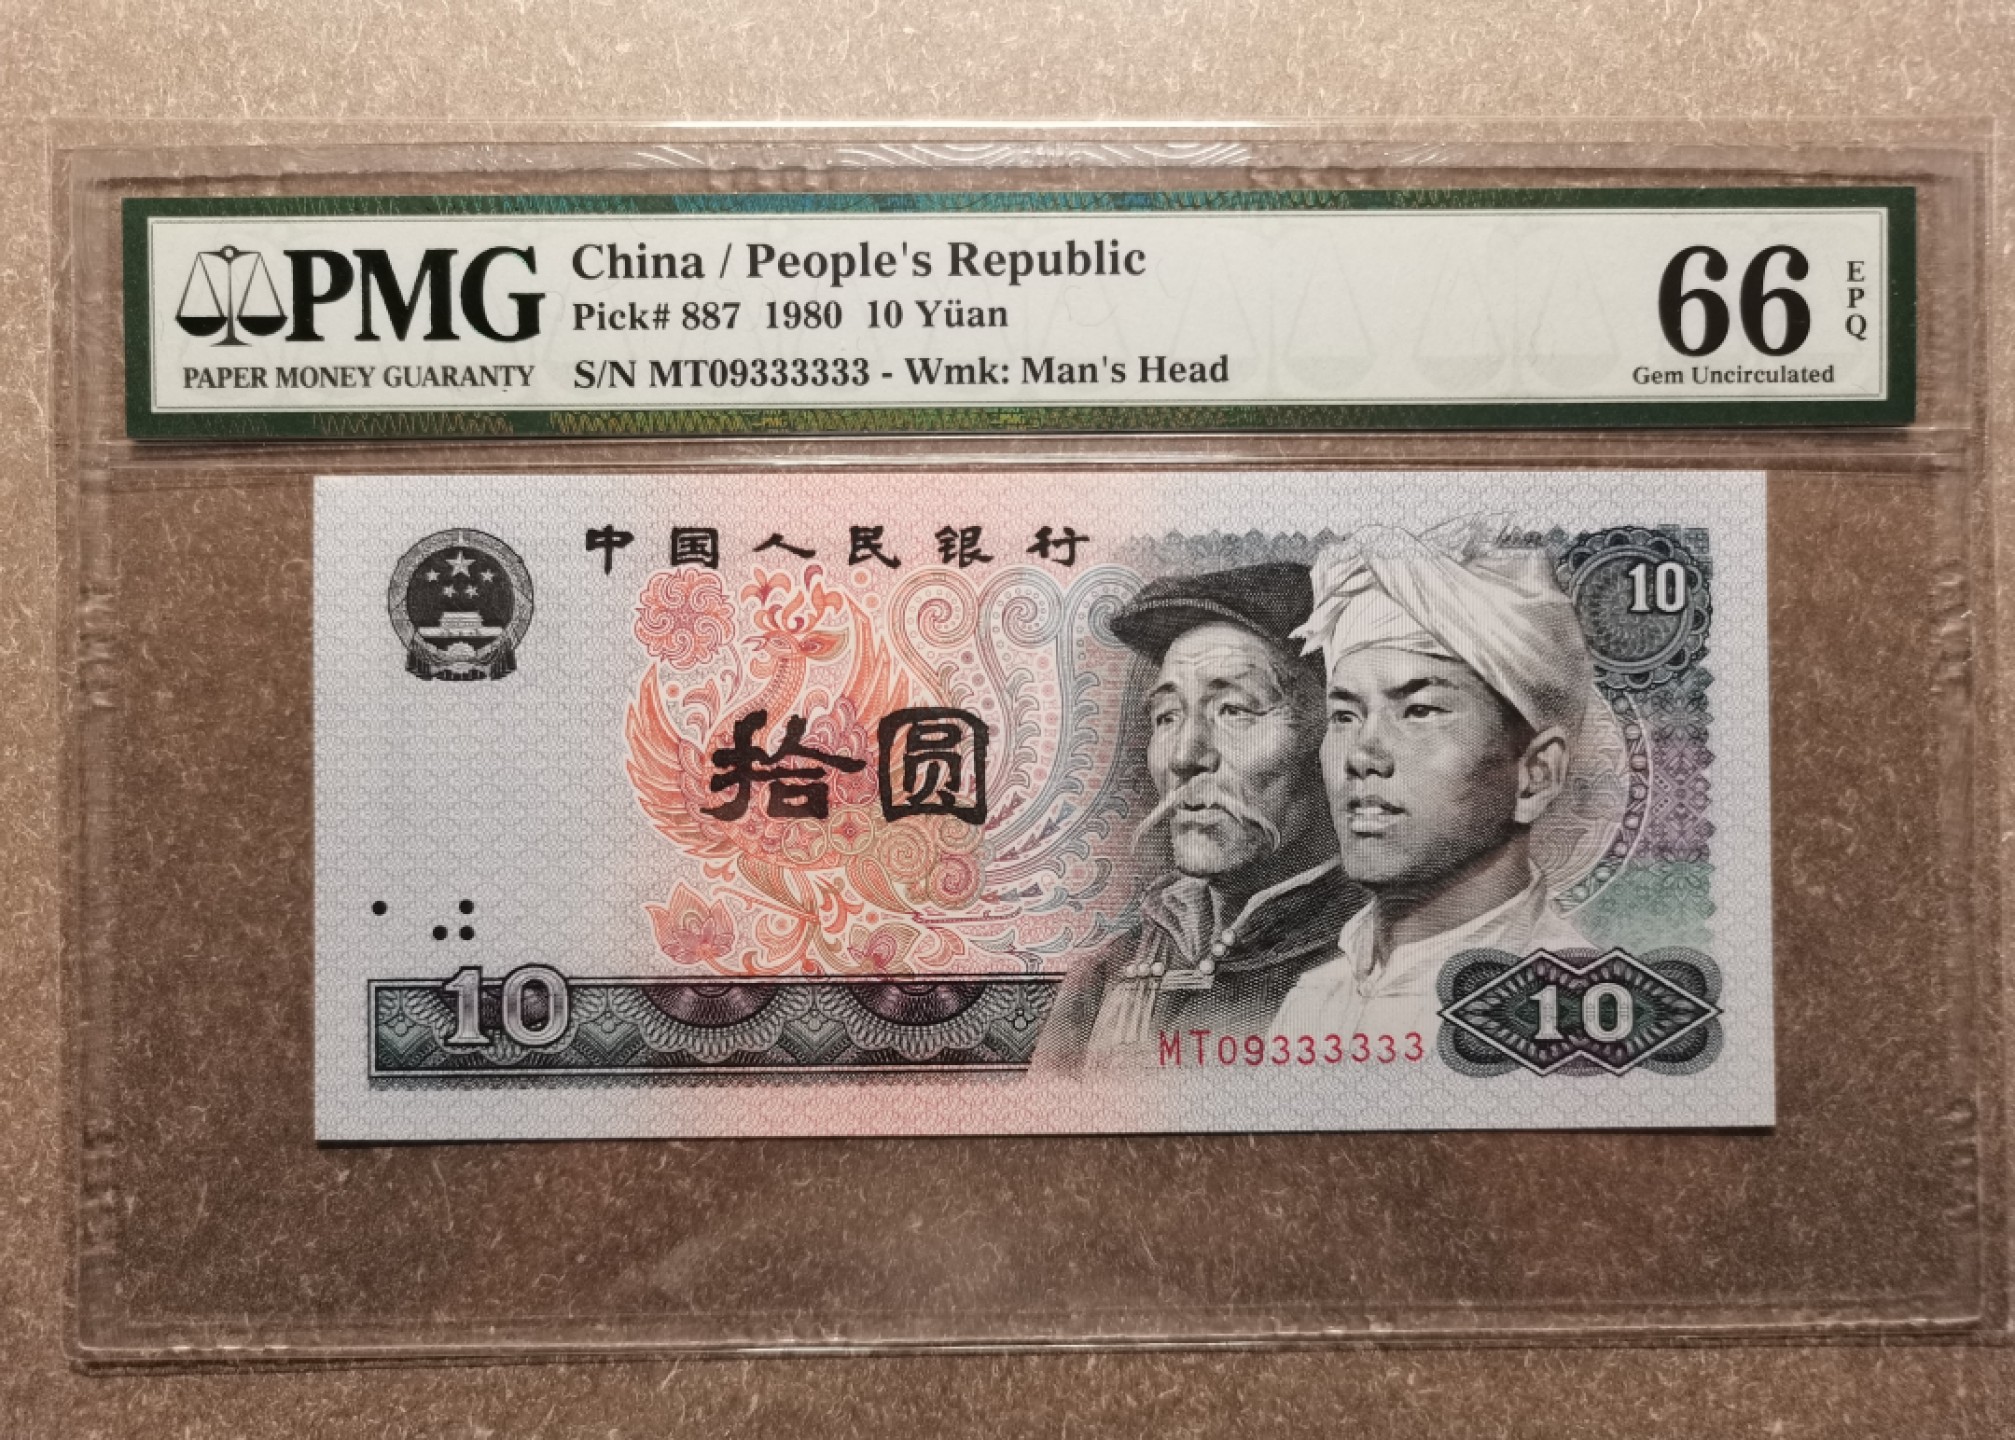 PMG
PAPER MONEY GUARANTY
China / People's Republic
Pick# 887 1980 10 Yüan
S/N MT09333333 - Wmk: Man's Head
66
EPQ
Gem Uncirculated
中国人民银行
10
拾圆
10
MT09333333
10